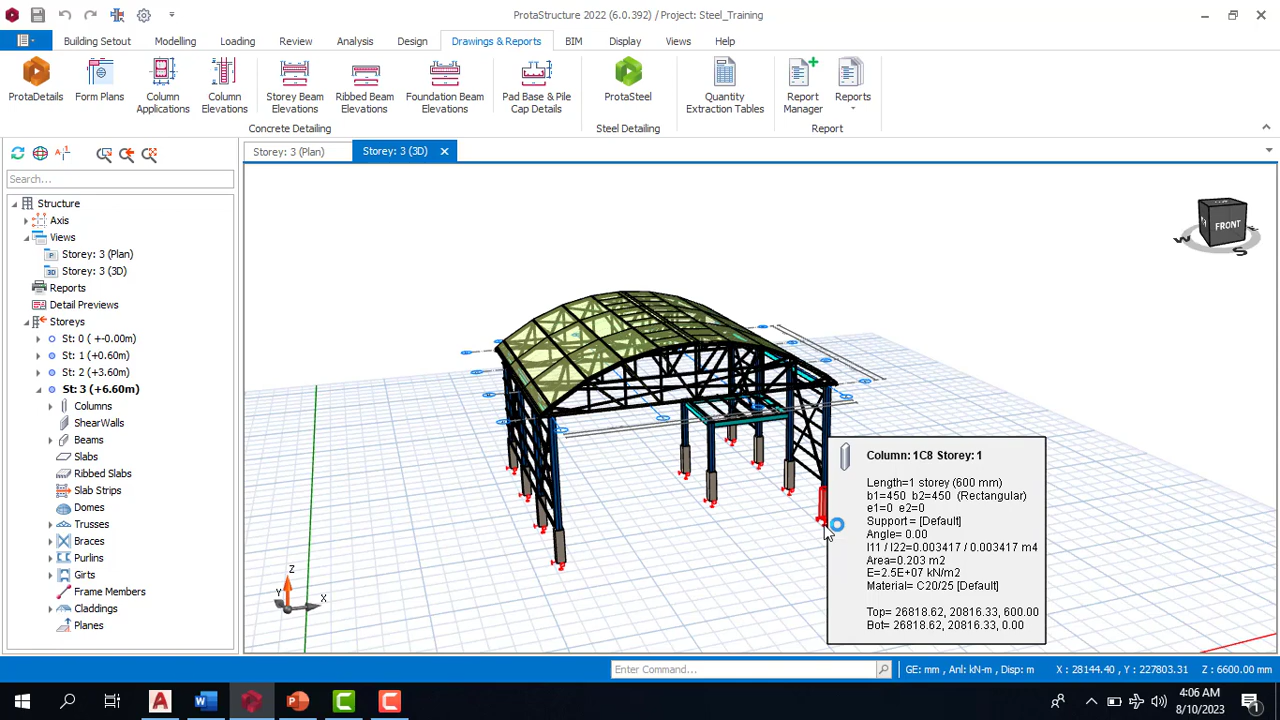 ProtaStructure 2022 (6.0.392) / Project: Steel_Training
Building Setout
Modelling
Loading
Review
Analysis
Design
Drawings & Reports
BIM
Display
Views
Help
ProtaDetails
Form Plans
Column Applications
Column Elevations
Storey Beam Elevations
Ribbed Beam Elevations
Foundation Beam Elevations
Pad Base & Pile Cap Details
ProtaSteel
Quantity Extraction Tables
Report Manager
Reports
Concrete Detailing
Steel Detailing
Report
Storey: 3 (Plan)
Storey: 3 (3D)
Search...
Structure
Axis
Views
Storey: 3 (Plan)
Storey: 3 (3D)
Reports
Detail Previews
Storeys
St: 0 ( +-0.00m)
St: 1 (+0.60m)
St: 2 (+3.60m)
St: 3 (+6.60m)
Columns
ShearWalls
Beams
Slabs
Ribbed Slabs
Slab Strips
Domes
Trusses
Braces
Purlins
Girts
Frame Members
Claddings
Planes
FRONT
W
S
Z
Y
X
Column: 1C8 Storey: 1
Length=1 storey (600 mm)
b1=450 b2=450 (Rectangular)
e1=0 e2=0
Support = [Default]
Angle= 0.00
I11 / I22=0.003417 / 0.003417 m4
Area=0.203 m2
E=2.5E+07 kN/m2
Material= C20/25 [Default]
Top= 26818.62, 20816.33, 600.00
Bot= 26818.62, 20816.33, 0.00
Enter Command...
GE: mm , Anl: kN-m , Disp: m
X : 28144.40 , Y : 227803.31
Z : 6600.00 mm
4:06 AM
8/10/2023